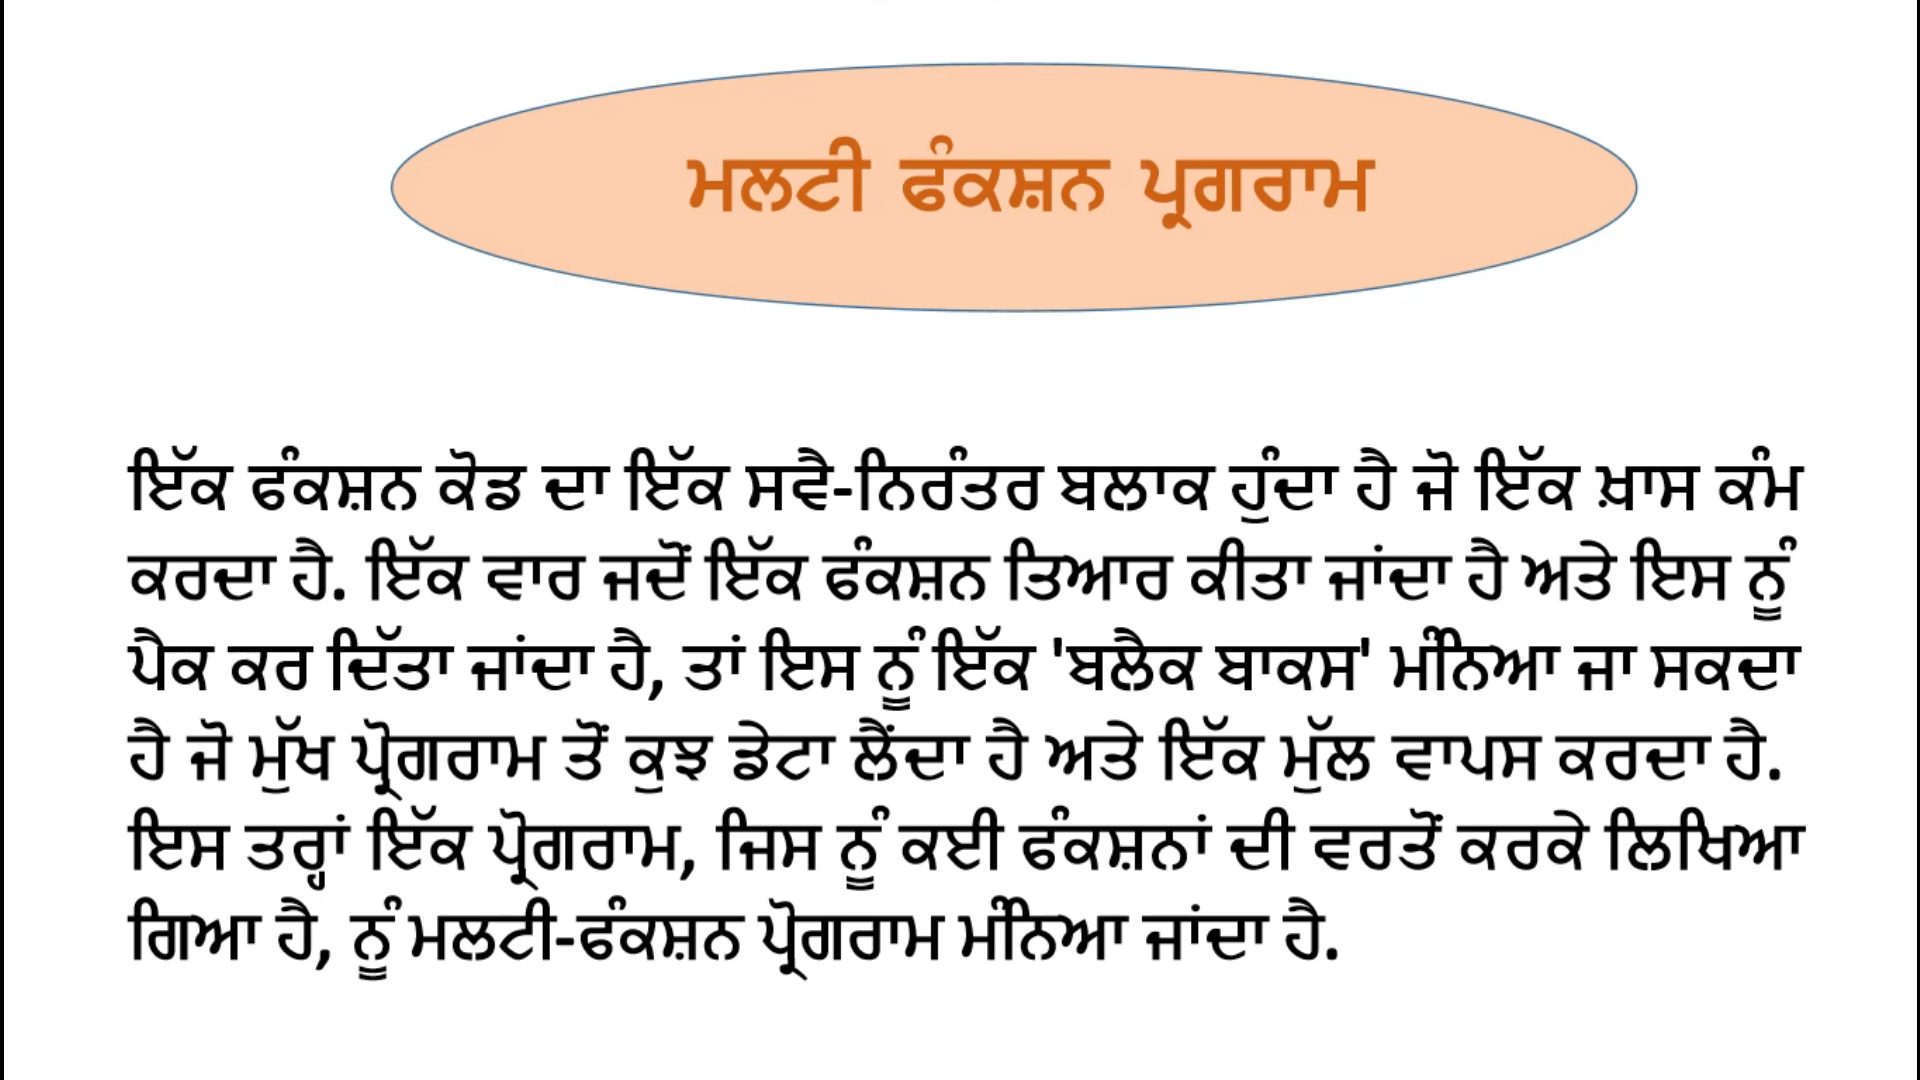 ਮਲਟੀ ਫੰਕਸ਼ਨ ਪ੍ਰਗਰਾਮ
ਇੱਕ ਫੰਕਸ਼ਨ ਕੋਡ ਦਾ ਇੱਕ ਸਵੈ-ਨਿਰੰਤਰ ਬਲਾਕ ਹੁੰਦਾ ਹੈ ਜੋ ਇੱਕ ਖ਼ਾਸ ਕੰਮ
ਕਰਦਾ ਹੈ. ਇੱਕ ਵਾਰ ਜਦੋਂ ਇੱਕ ਫੰਕਸ਼ਨ ਤਿਆਰ ਕੀਤਾ ਜਾਂਦਾ ਹੈ ਅਤੇ ਇਸ ਨੂੰ
ਪੈਕ ਕਰ ਦਿੱਤਾ ਜਾਂਦਾ ਹੈ, ਤਾਂ ਇਸ ਨੂੰ ਇੱਕ 'ਬਲੈਕ ਬਾਕਸ' ਮੰਨਿਆ ਜਾ ਸਕਦਾ
ਹੈ ਜੋ ਮੁੱਖ ਪ੍ਰੋਗਰਾਮ ਤੋਂ ਕੁਝ ਡੇਟਾ ਲੈਂਦਾ ਹੈ ਅਤੇ ਇੱਕ ਮੁੱਲ ਵਾਪਸ ਕਰਦਾ ਹੈ.
ਇਸ ਤਰ੍ਹਾਂ ਇੱਕ ਪ੍ਰੋਗਰਾਮ, ਜਿਸ ਨੂੰ ਕਈ ਫੰਕਸ਼ਨਾਂ ਦੀ ਵਰਤੋਂ ਕਰਕੇ ਲਿਖਿਆ
ਗਿਆ ਹੈ, ਨੂੰ ਮਲਟੀ-ਫੰਕਸ਼ਨ ਪ੍ਰੋਗਰਾਮ ਮੰਨਿਆ ਜਾਂਦਾ ਹੈ.